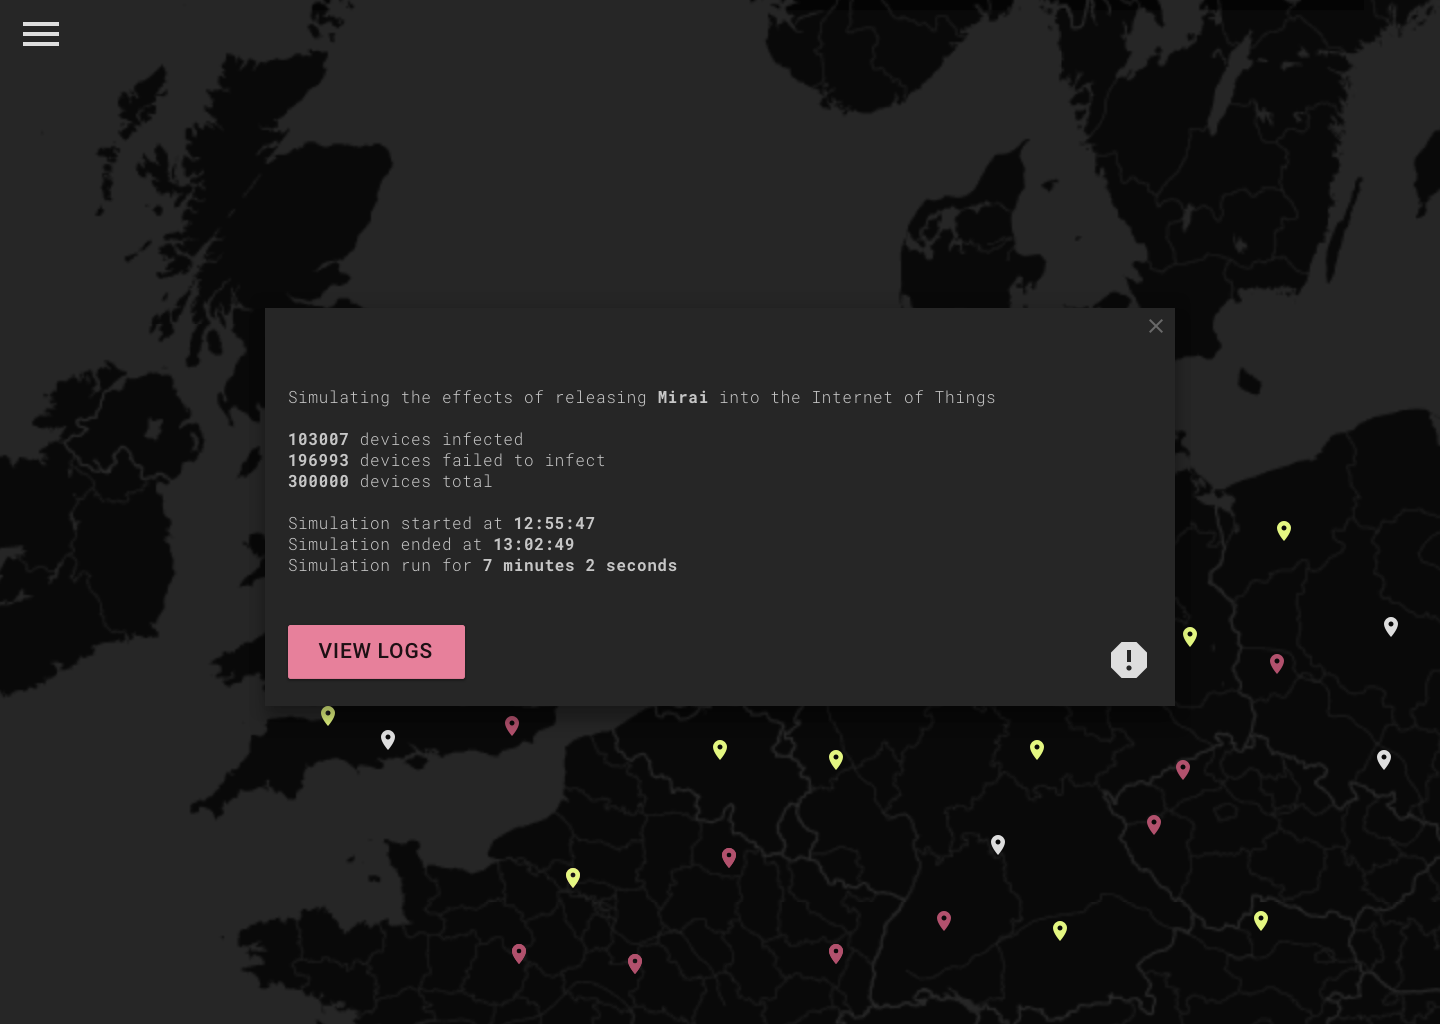 Simulating the effects of releasing Mirai into the Internet of Things
103007 devices infected
196993 devices failed to infect
300000 devices total
Simulation started at 12:55:47
Simulation ended at 13:02:49
Simulation run for 7 minutes 2 seconds
VIEW LOGS